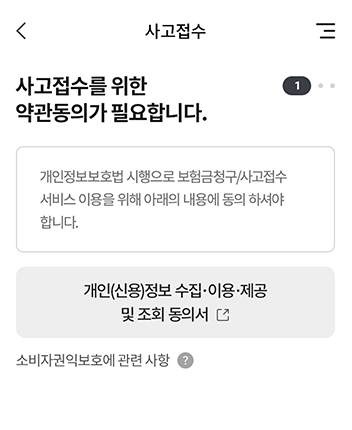 사고접수
사고접수를 위한
약관동의가 필요합니다.
1
개인정보보호법 시행으로 보험금청구/사고접수
서비스 이용을 위해 아래의 내용에 동의 하셔야
합니다.
개인(신용)정보 수집·이용·제공
및 조회 동의서
소비자권익보호에 관련 사항 ?